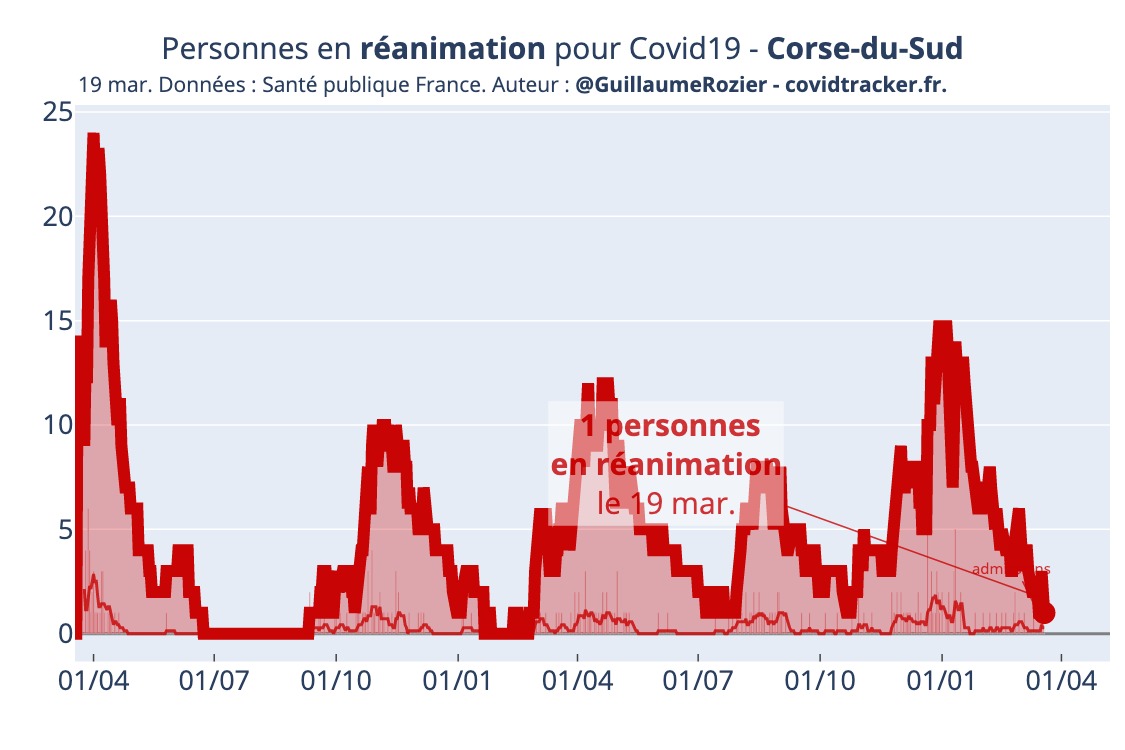 Personnes en réanimation pour Covid19 - Corse-du-Sud
19 mar. Données : Santé publique France. Auteur : @GuillaumeRozier - covidtracker.fr.
25
20
15
10
5
0
1 personnes
en réanimation
le 19 mar.
01/04 01/07 01/10 01/01 01/04 01/07 01/10 01/01 01/04